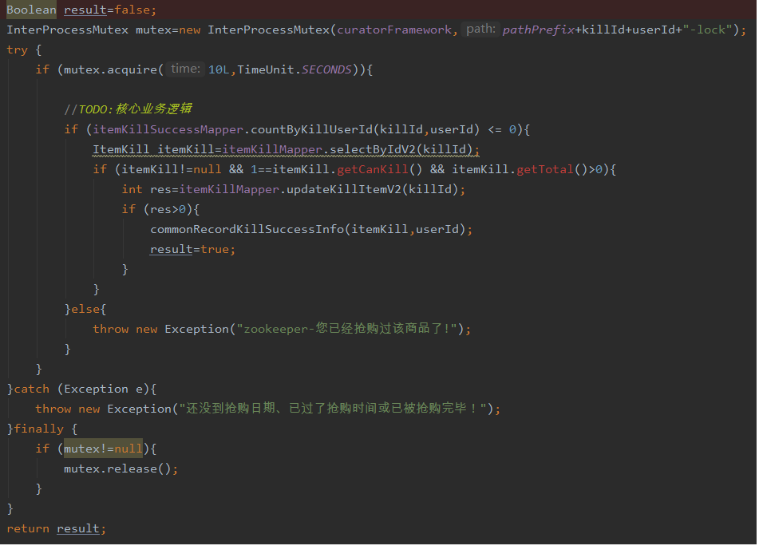 Boolean result=false;
InterProcessMutex mutex=new InterProcessMutex(curatorFramework, path: pathPrefix+killId+userId+"-lock");
try {
if (mutex.acquire( time: 10L,TimeUnit.SECONDS)){
//TODO:核心业务逻辑
if (itemKillSuccessMapper.countByKillUserId(killId,userId) <= 0){
ItemKill itemKill=itemKillMapper.selectByIdV2(killId);
if (itemKill!=null && 1==itemKill.getCanKill() && itemKill.getTotal()>0){
int res=itemKillMapper.updateKillItemV2(killId);
if (res>0){
commonRecordKillSuccessInfo(itemKill,userId);
result=true;
}
}
}else{
throw new Exception("zookeeper-您已经抢购过该商品了!");
}
}
}catch (Exception e){
throw new Exception("还没到抢购日期、已过了抢购时间或已被抢购完毕！");
}finally {
if (mutex!=null){
mutex.release();
}
}
return result;